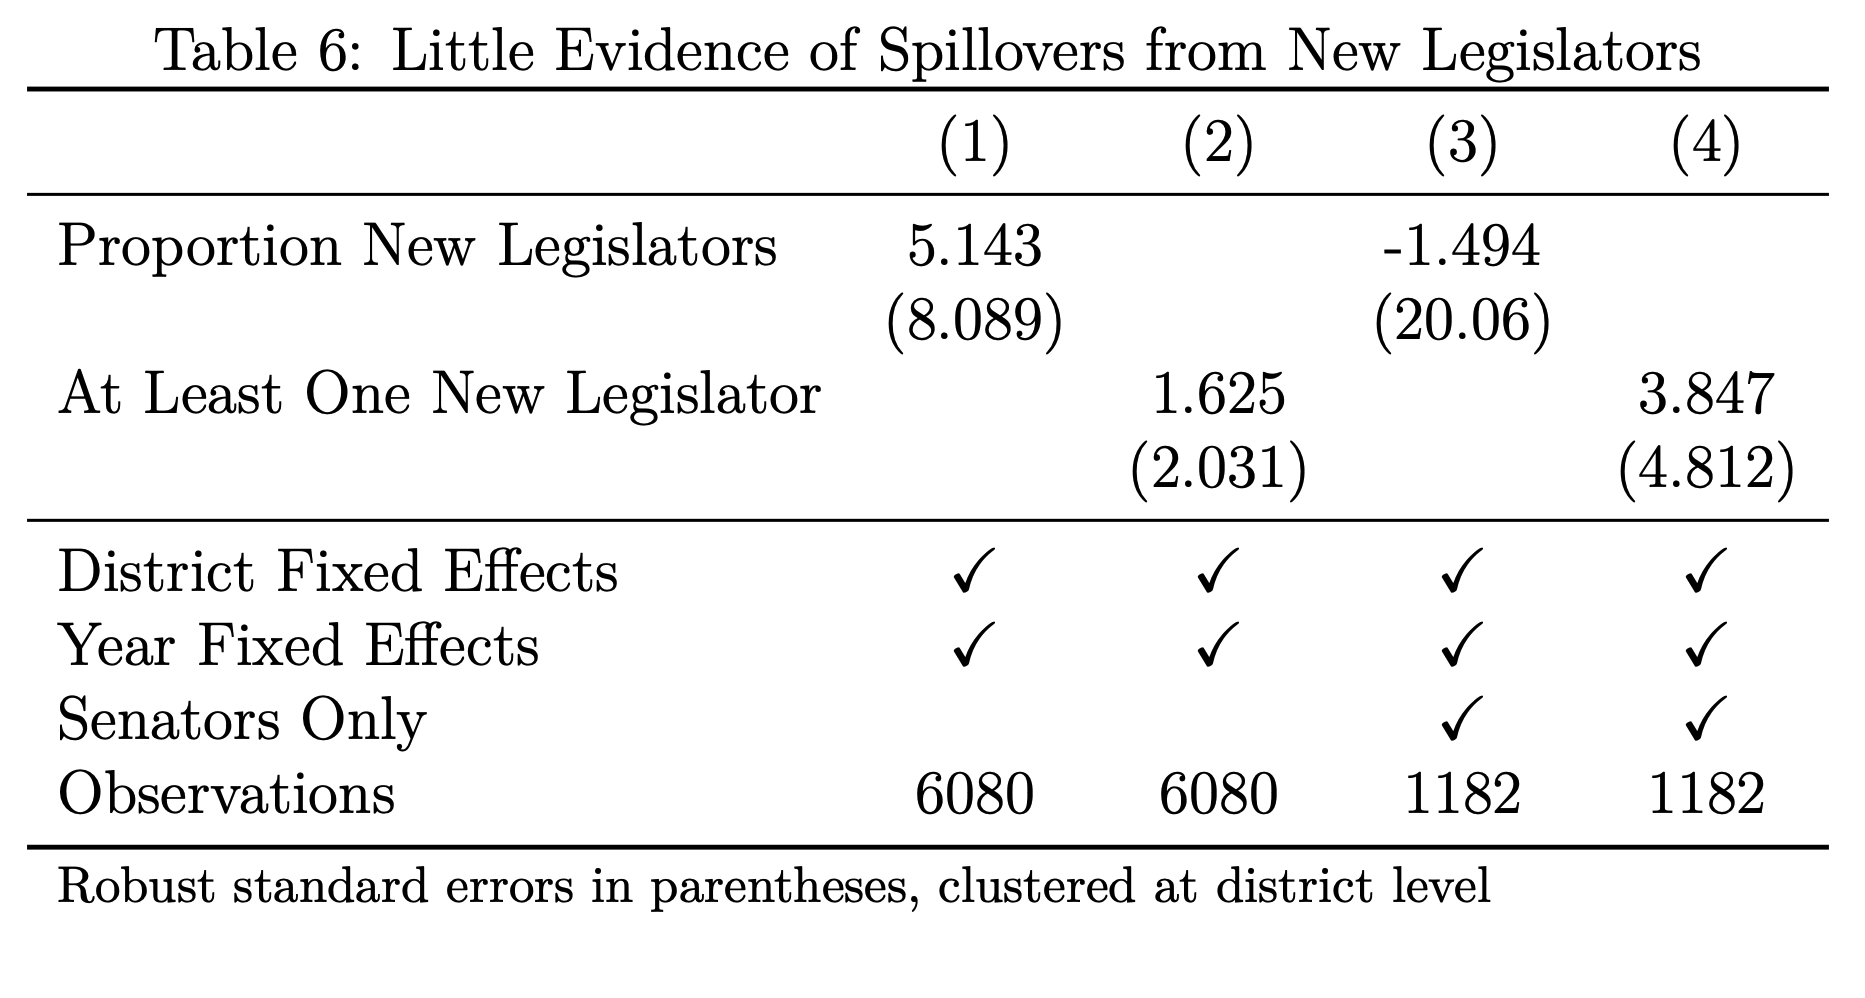 Table 6: Little Evidence of Spillovers from New Legislators
(1) (2) (3) (4)
Proportion New Legislators 5.143 -1.494
(8.089) (20.06)
At Least One New Legislator 1.625 3.847
(2.031) (4.812)
District Fixed Effects ✓ ✓ ✓ ✓
Year Fixed Effects ✓ ✓ ✓ ✓
Senators Only ✓ ✓
Observations 6080 6080 1182 1182
Robust standard errors in parentheses, clustered at district level